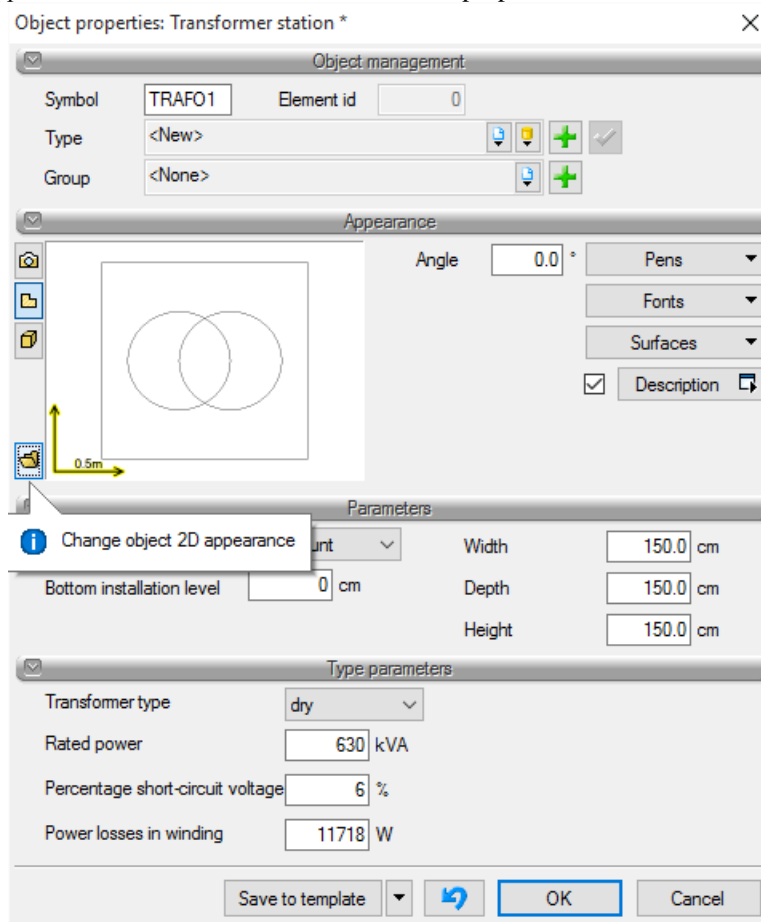 Object properties: Transformer station *
Object management
Symbol TRAFO1 Element id 0
Type <New>
Group <None>
Appearance
Angle 0.0 ° Pens
Fonts
Surfaces
Description
0.5m
Parameters
Change object 2D appearance
Width 150.0 cm
Bottom installation level 0 cm Depth 150.0 cm
Height 150.0 cm
Type parameters
Transformer type dry
Rated power 630 kVA
Percentage short-circuit voltage 6 %
Power losses in winding 11718 W
Save to template OK Cancel